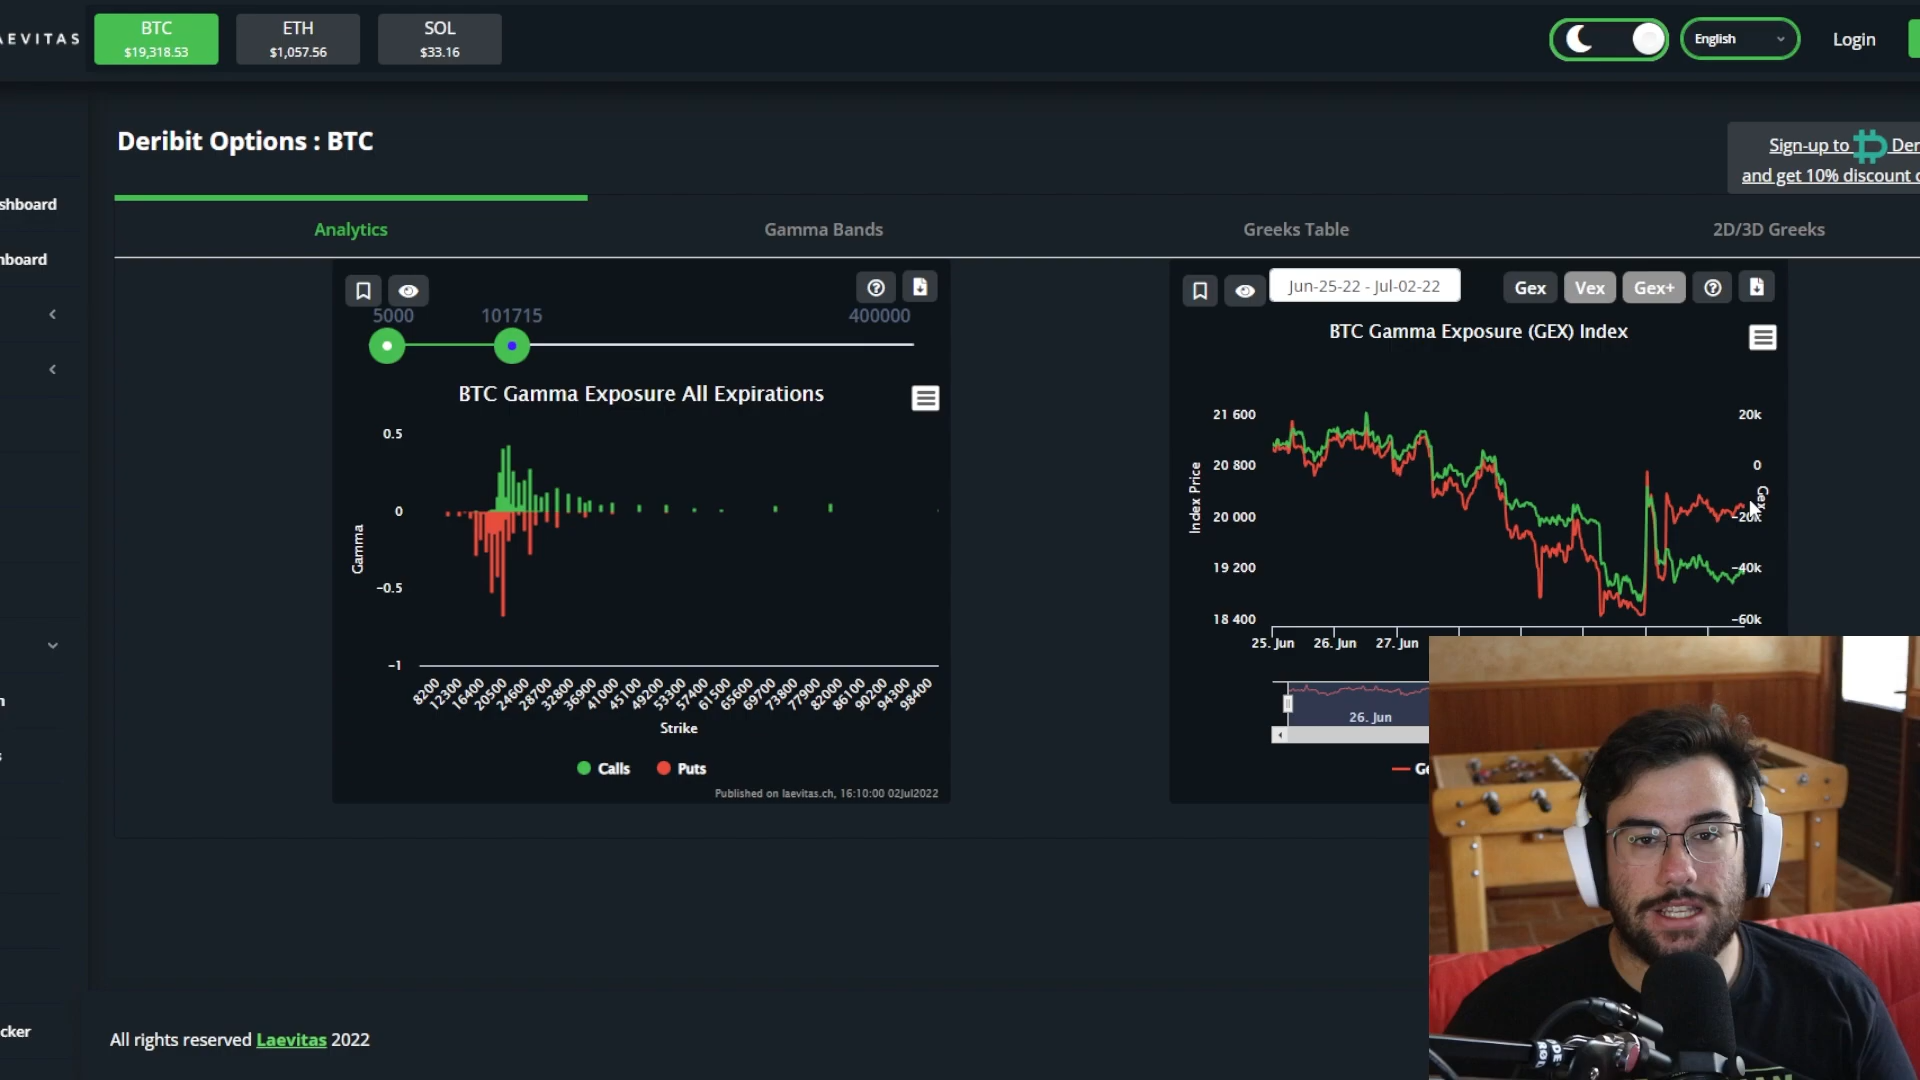 AEVITAS
BTC
$19,318.53
ETH
$1,057.56
SOL
$33.16
English
Login
Deribit Options : BTC
Sign-up to Der
and get 10% discount o
shboard
nboard
Analytics
Gamma Bands
Greeks Table
2D/3D Greeks
5000
101715
400000
BTC Gamma Exposure All Expirations
0.5
0
-0.5
-1
Gamma
8200
12300
16400
20500
24600
28700
32800
36900
41000
45100
49200
53300
57400
61500
65600
69700
73800
77900
82000
86100
90200
94300
98400
Strike
Calls
Puts
Published on laevitas.ch, 16:10:00 02Jul2022
Jun-25-22 - Jul-02-22
Gex
Vex
Gex+
BTC Gamma Exposure (GEX) Index
Index Price
21 600
20 800
20 000
19 200
18 400
20k
0
-20k
-40k
-60k
Gex
25. Jun
26. Jun
27. Jun
26. Jun
Ge
cker
All rights reserved Laevitas 2022